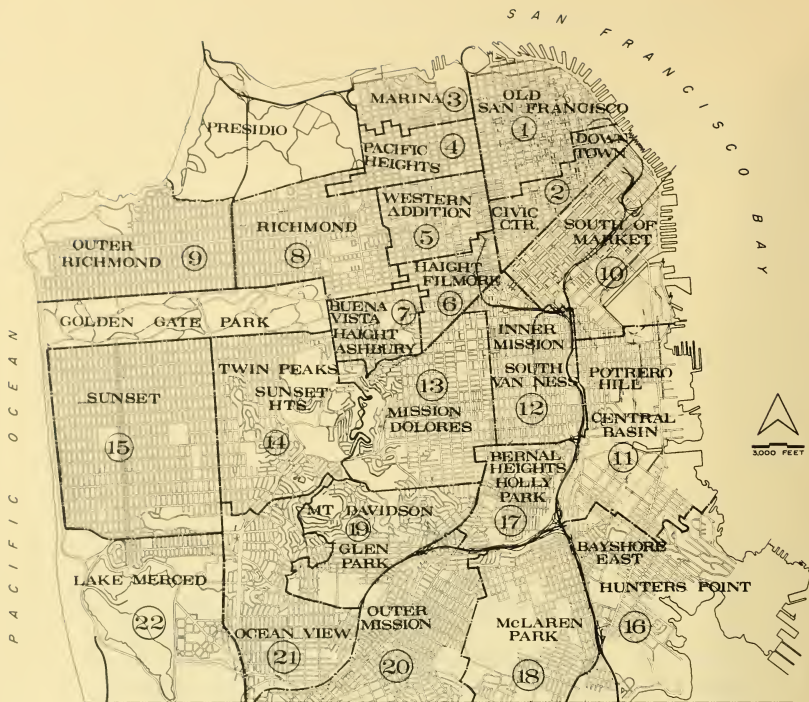 SAN FRANCISCO BAY
MARINA 3
OLD
SAN FRANCISCO
1
PRESIDIO
PACIFIC
HEIGHTS
4
DOWN
TOWN
2
WESTERN
ADDITION
5
CIVIC
CTR.
RICHMOND
8
SOUTH OF
MARKET
10
OUTER
RICHMOND 9
HAIGHT
FILMORE
6
BUENA
VISTA
7
HAIGHT
ASHBURY
GOLDEN GATE PARK
INNER
MISSION
PACIFIC OCEAN
TWIN PEAKS
SUNSET
HTS.
14
13
MISSION
DOLORES
SOUTH
VAN NESS
12
POTRERO
HILL
SUNSET
15
CENTRAL
BASIN
11
3,000 FEET
BERNAL
HEIGHTS
HOLLY
PARK
17
MT DAVIDSON
19
GLEN
PARK
BAYSHORE
EAST
LAKE MERCED
22
HUNTERS POINT
16
OUTER
MISSION
20
McLAREN
PARK
18
OCEAN VIEW
21